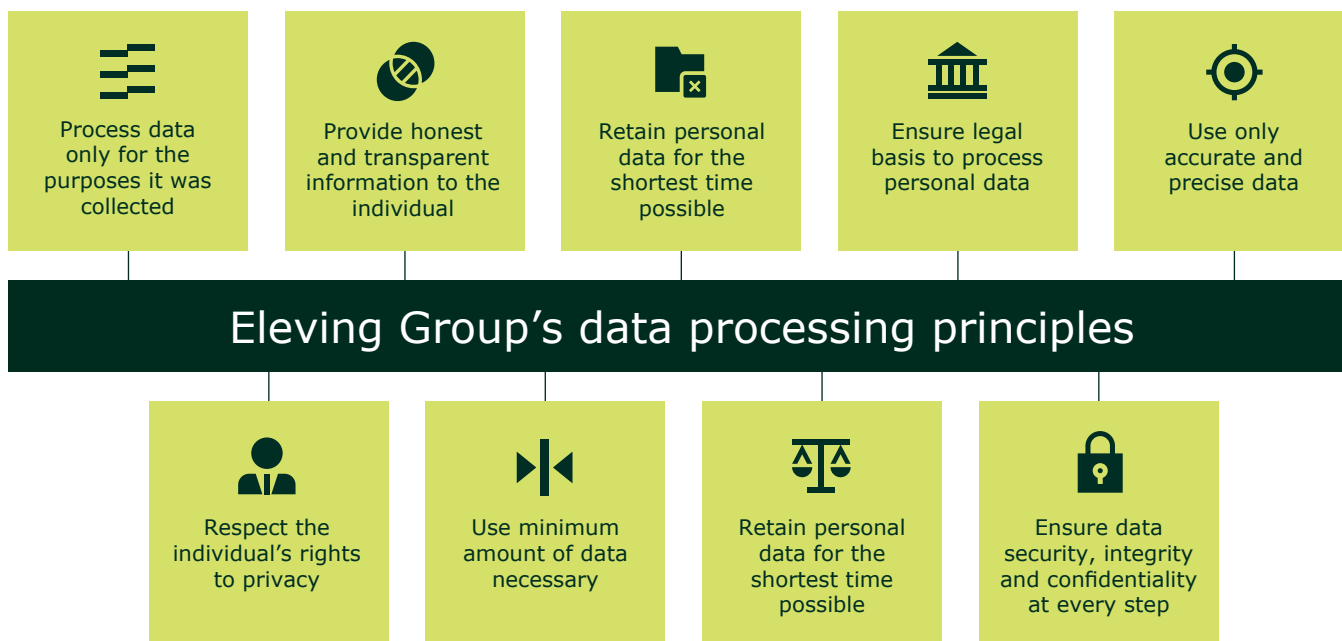 Process data
only for the
purposes it was
collected
Provide honest
and transparent
information to the
individual
Retain personal
data for the
shortest time
possible
Ensure legal
basis to process
personal data
Use only
accurate and
precise data
Eleving Group’s data processing principles
Respect the
individual’s rights
to privacy
Use minimum
amount of data
necessary
Retain personal
data for the
shortest time
possible
Ensure data
security, integrity
and confidentiality
at every step